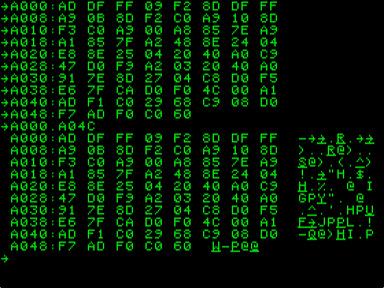 →A000:AD DF FF 09 F2 8D DF FF
→A008:A9 0B 8D F2 C0 A9 10 8D
→A010:F3 C0 A9 00 A8 85 7E A9
→A018:A1 85 7F A2 48 8E 24 04
→A020:E8 8E 25 04 20 40 A0 C9
→A028:47 D0 F9 A2 03 20 40 A0
→A030:91 7E 8D 27 04 C8 D0 F5
→A038:E6 7F CA D0 F0 4C 00 A1
→A040:AD F1 C0 29 68 C9 08 D0
→A048:F7 AD F0 C0 60
→A000.A04C
A000:AD DF FF 09 F2 8D DF FF -→→.R.→→
A008:A9 0B 8D F2 C0 A9 10 8D )..R@)..
A010:F3 C0 A9 00 A8 85 7E A9 S@).(.^)
A018:A1 85 7F A2 48 8E 24 04 !.→"H.$.
A020:E8 8E 25 04 20 40 A0 C9 H.%. @ I
A028:47 D0 F9 A2 03 20 40 A0 GPY". @
A030:91 7E 8D 27 04 C8 D0 F5 .^.'.HPU
A038:E6 7F CA D0 F0 4C 00 A1 F→JPPL.!
A040:AD F1 C0 29 68 C9 08 D0 -Q@)HI.P
A048:F7 AD F0 C0 60 W-P@@
→